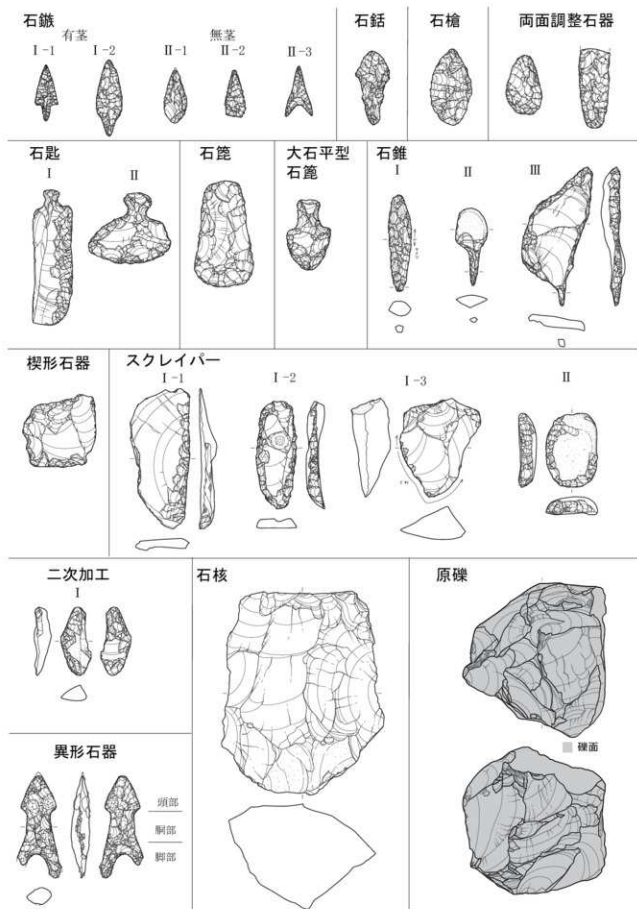 石鏃
有茎 無茎
Ⅰ-1 Ⅰ-2 Ⅱ-1 Ⅱ-2 Ⅱ-3
石銛
石槍
両面調整石器
石匙
Ⅰ Ⅱ
石箆
大石平型
石箆
石錐
Ⅰ Ⅱ Ⅲ
楔形石器
スクレイパー
Ⅰ-1 Ⅰ-2 Ⅰ-3 Ⅱ
二次加工
Ⅰ
石核
原礫
礫面
異形石器
頭部
胴部
脚部